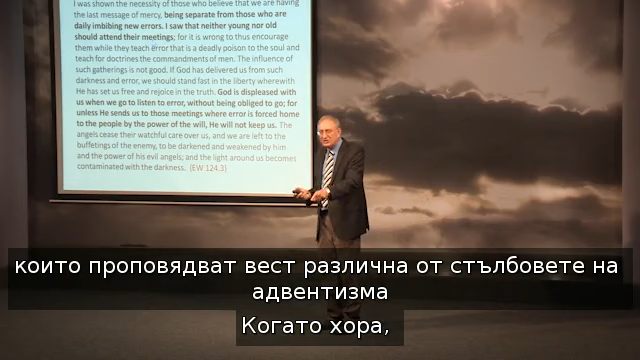 I was shown the necessity of those who believe that we are having
the last message of mercy, being separate from those who are
daily imbibing new errors. I saw that neither young nor old
should attend their meetings; for it is wrong to thus encourage
them while they teach error that is a deadly poison to the soul and
teach for doctrines the commandments of men. The influence of
such gatherings is not good. If God has delivered us from such
darkness and error, we should stand fast in the liberty wherewith
He has set us free and rejoice in the truth. God is displeased with
us when we go to listen to error, without being obliged to go; for
unless He sends us to those meetings where error is forced home
to the people by the power of the will, He will not keep us. The
angels cease their watchful care over us, and we are left to the
buffetings of the enemy, to be darkened and weakened by him
and the power of his evil angels; and the light around us becomes
contaminated with the darkness. {EW 124.3}
които проповядват вест различна от стълбовете на
адвентизма
Когато хора,